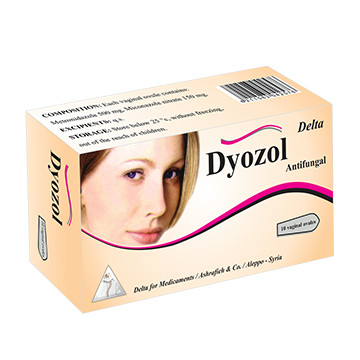 COMPOSITION: Each vaginal ovule contains:
Metronidazole 500 mg, Miconazole nitrate 150 mg.
EXCIPIENTS: q.s.
STORAGE: Store below 25 °c, without freezing,
out of the reach of children.
Delta
Dyozol
Antifungal
10 vaginal ovules
Delta for Medicaments / Ashrafieh & Co. / Aleppo - Syria